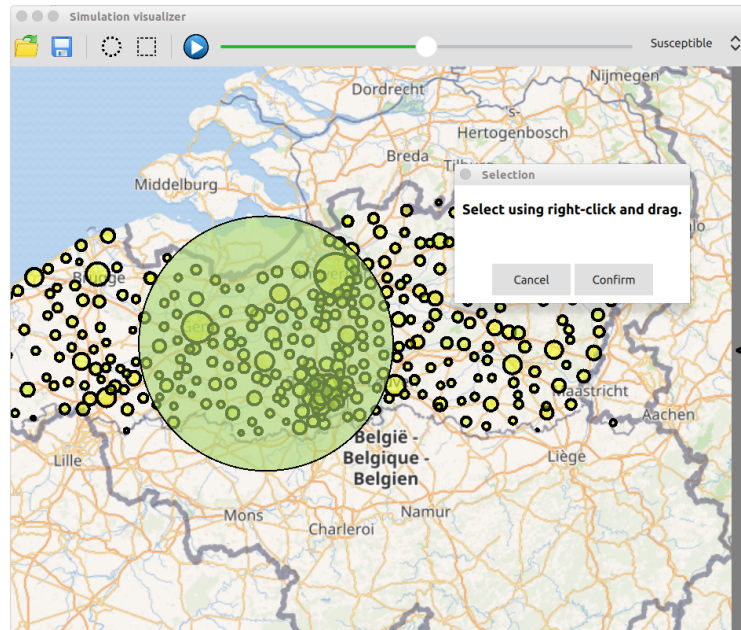 Simulation visualizer
Susceptible
Nijmegen
Dordrecht
's-
Hertogenbosch
Breda
Middelburg
Selection
Select using right-click and drag.
Cancel
Confirm
Maastricht
Aachen
België -
Belgique -
Belgien
Lille
Liège
Namur
Mons
Charleroi